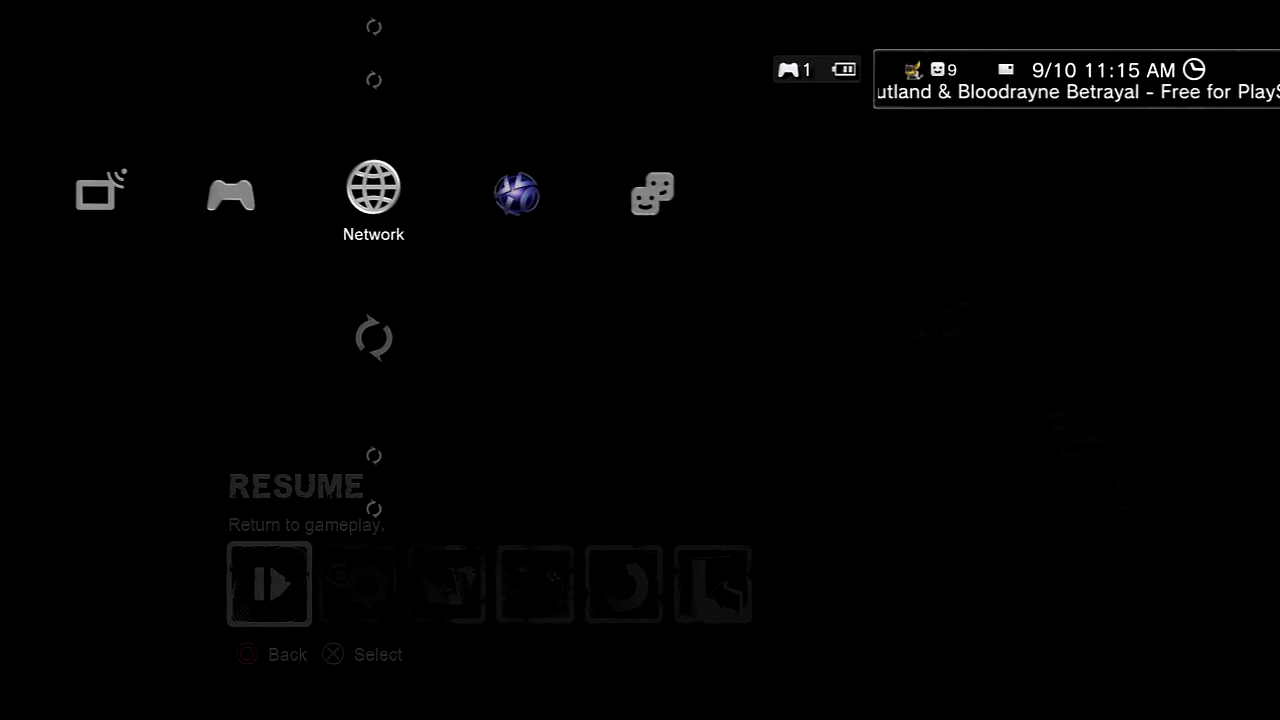 1
9
9/10 11:15 AM
utland & Bloodrayne Betrayal - Free for PlayS
Network
RESUME
Return to gameplay.
Back
Select